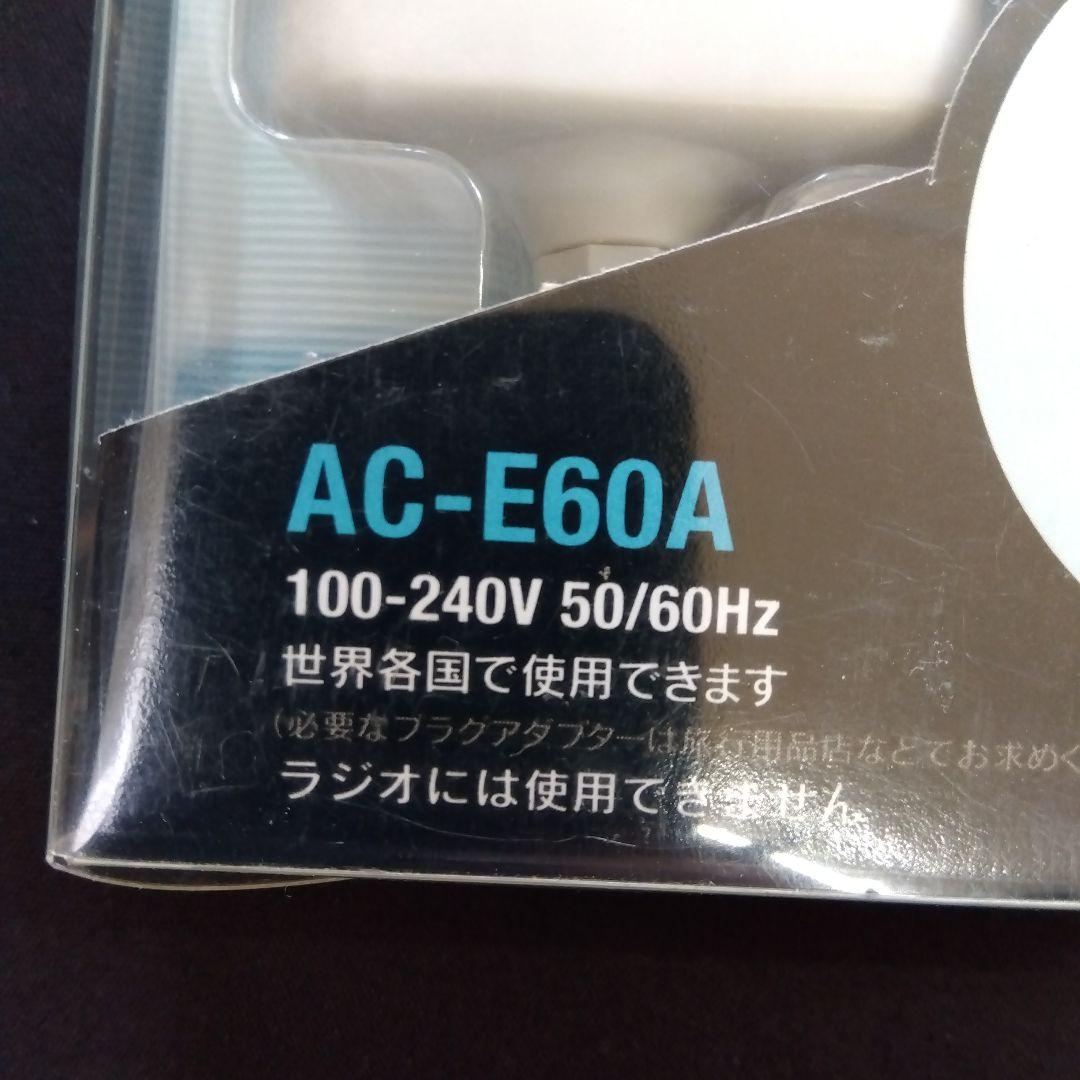 AC-E60A
100-240V 50/60Hz
世界各国で使用できます
(必要なプラグアダプターは旅行用品店などでお求めく
ラジオには使用できません